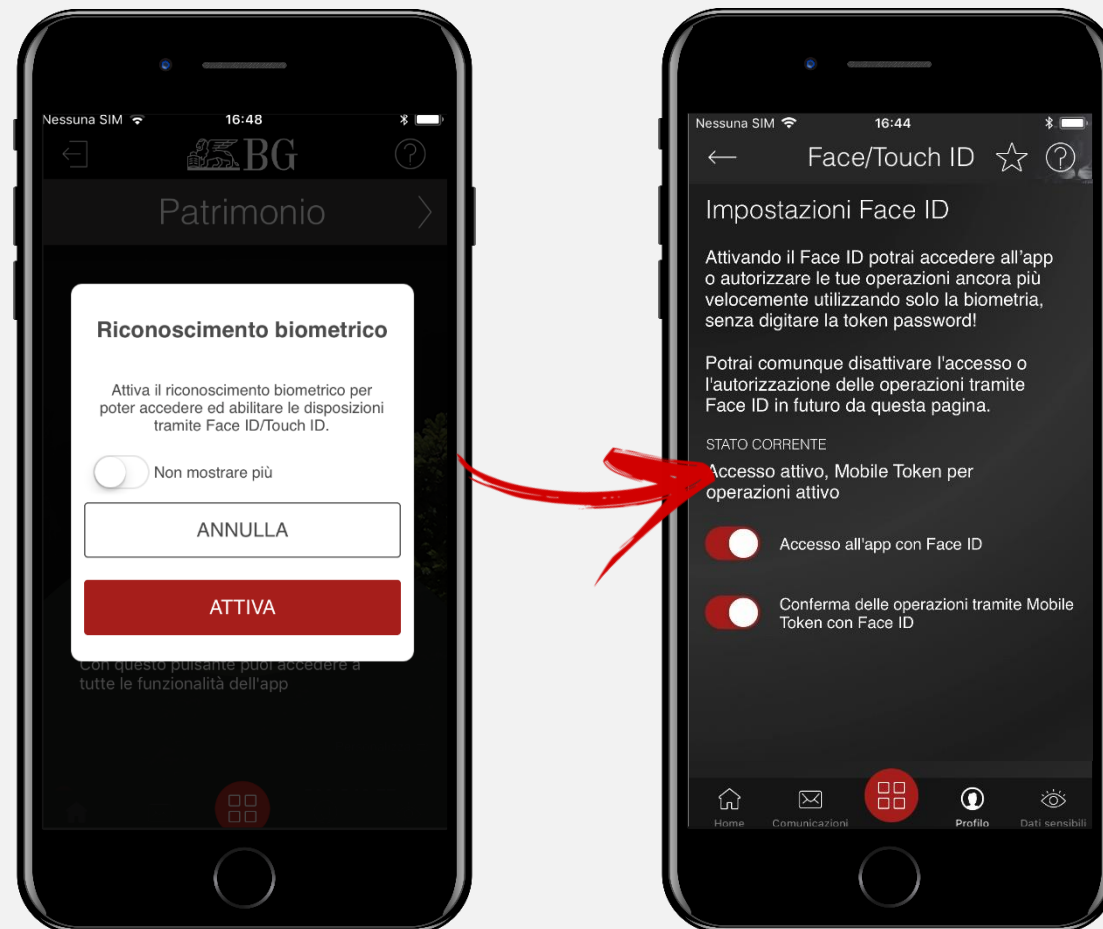 Nessuna SIM 16:48
BG
Patrimonio
Riconoscimento biometrico
Attiva il riconoscimento biometrico per
poter accedere ed abilitare le disposizioni
tramite Face ID/Touch ID.
Non mostrare più
ANNULLA
ATTIVA
Con questo pulsante puoi accedere a
tutte le funzionalità dell'app
Nessuna SIM 16:44
Face/Touch ID
Impostazioni Face ID
Attivando il Face ID potrai accedere all'app
o autorizzare le tue operazioni ancora più
velocemente utilizzando solo la biometria,
senza digitare la token password!
Potrai comunque disattivare l'accesso o
l'autorizzazione delle operazioni tramite
Face ID in futuro da questa pagina.
STATO CORRENTE
Accesso attivo, Mobile Token per
operazioni attivo
Accesso all'app con Face ID
Conferma delle operazioni tramite Mobile
Token con Face ID
Home Comunicazioni Profilo Dati sensibili